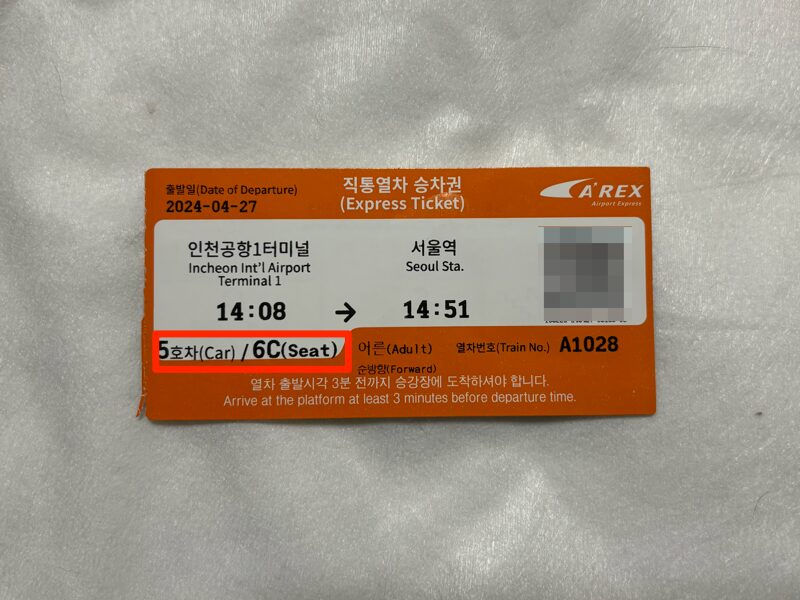 출발일(Date of Departure)
2024-04-27
직통열차 승차권
(Express Ticket)
A'REX
Airport Express
인천공항1터미널
Incheon Int'l Airport
Terminal 1
14:08
→
서울역
Seoul Sta.
14:51
5호차(Car) / 6C(Seat)
어른(Adult)
열차번호(Train No.) A1028
순방향(Forward)
열차 출발시각 3분 전까지 승강장에 도착하셔야 합니다.
Arrive at the platform at least 3 minutes before departure time.